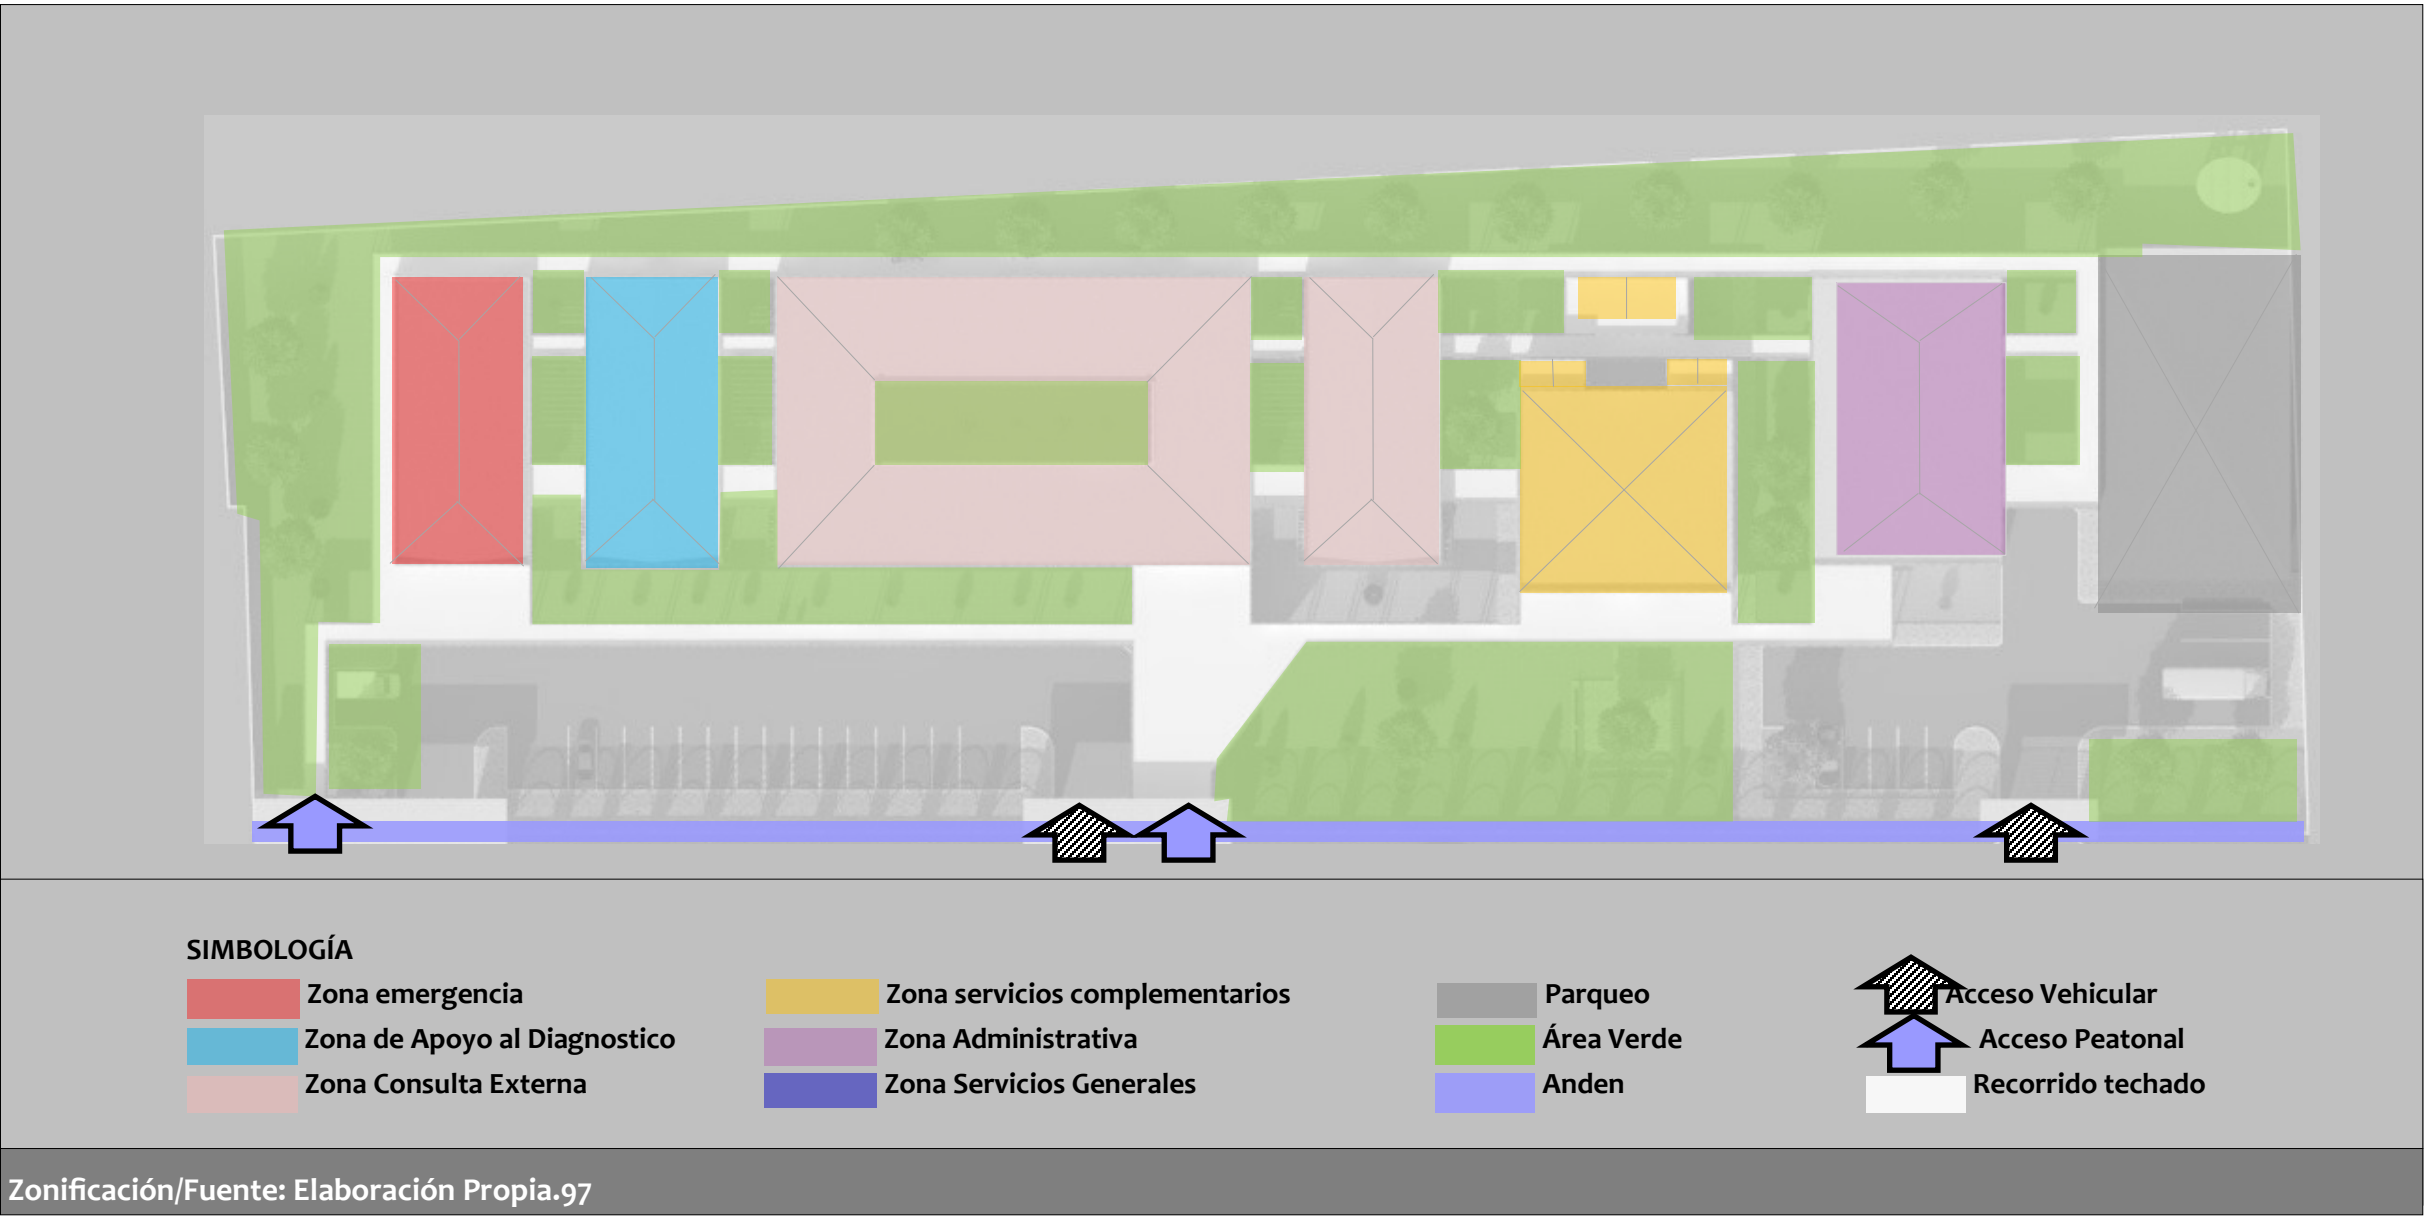 SIMBOLOGÍA
Zona emergencia
Zona de Apoyo al Diagnostico
Zona Consulta Externa
Zona servicios complementarios
Zona Administrativa
Zona Servicios Generales
Parqueo
Área Verde
Anden
Acceso Vehicular
Acceso Peatonal
Recorrido techado
Zonificación/Fuente: Elaboración Propia.97